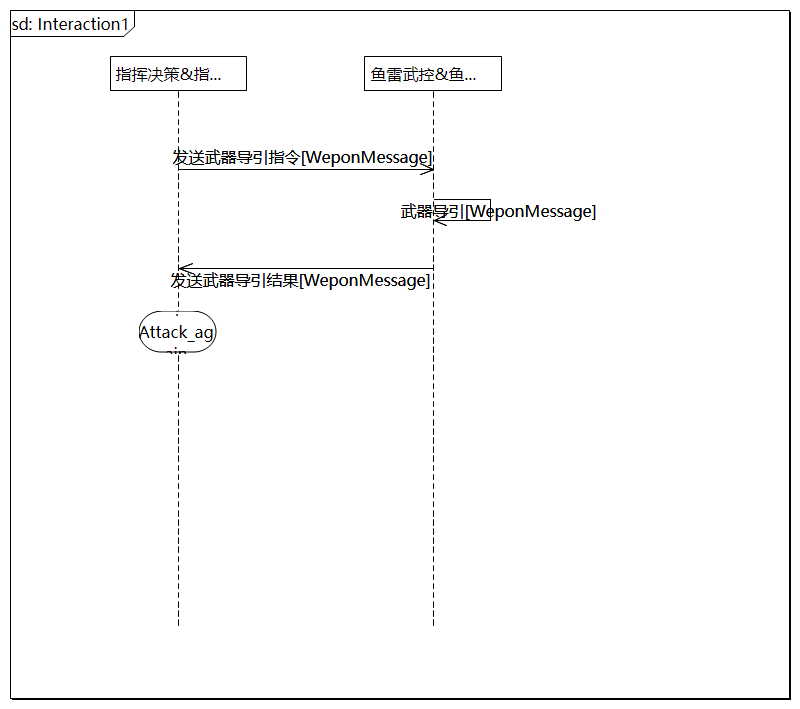 sd: Interaction1
指挥决策&指...
鱼雷武控&鱼...
发送武器导引指令[WeponMessage]
武器导引[WeponMessage]
发送武器导引结果[WeponMessage]
Attack_ag